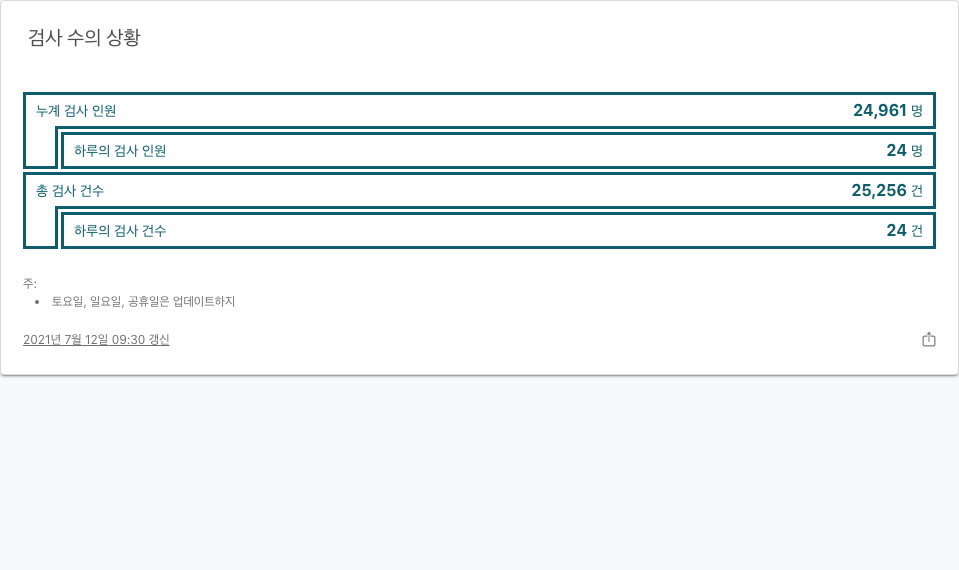 검사 수의 상황
누계 검사 인원 24,961 명
하루의 검사 인원 24 명
총 검사 건수 25,256 건
하루의 검사 건수 24 건
주:
• 토요일, 일요일, 공휴일은 업데이트하지
2021년 7월 12일 09:30 갱신